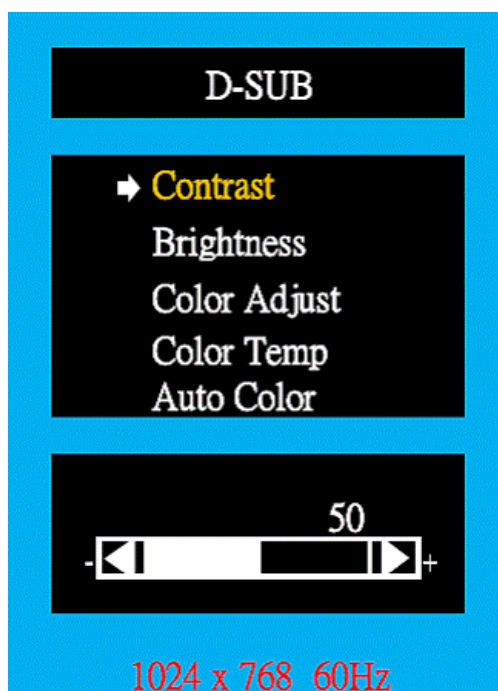 D-SUB
Contrast
Brightness
Color Adjust
Color Temp
Auto Color
50
- +
1024 x 768 60Hz